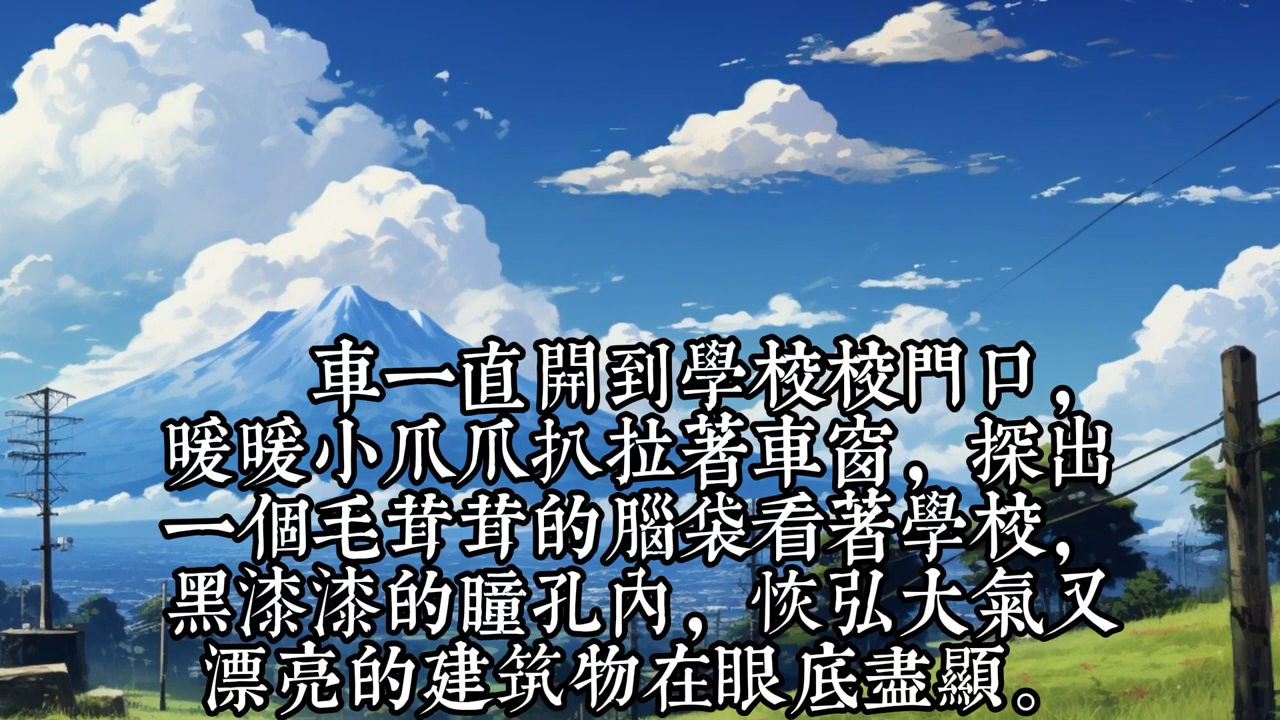 車一直開到學校校門口，
暖暖小爪爪扒拉著車窗，探出
一個毛茸茸的腦袋看著學校，
黑漆漆的瞳孔內，恢弘大氣又
漂亮的建筑物在眼底盡顯。